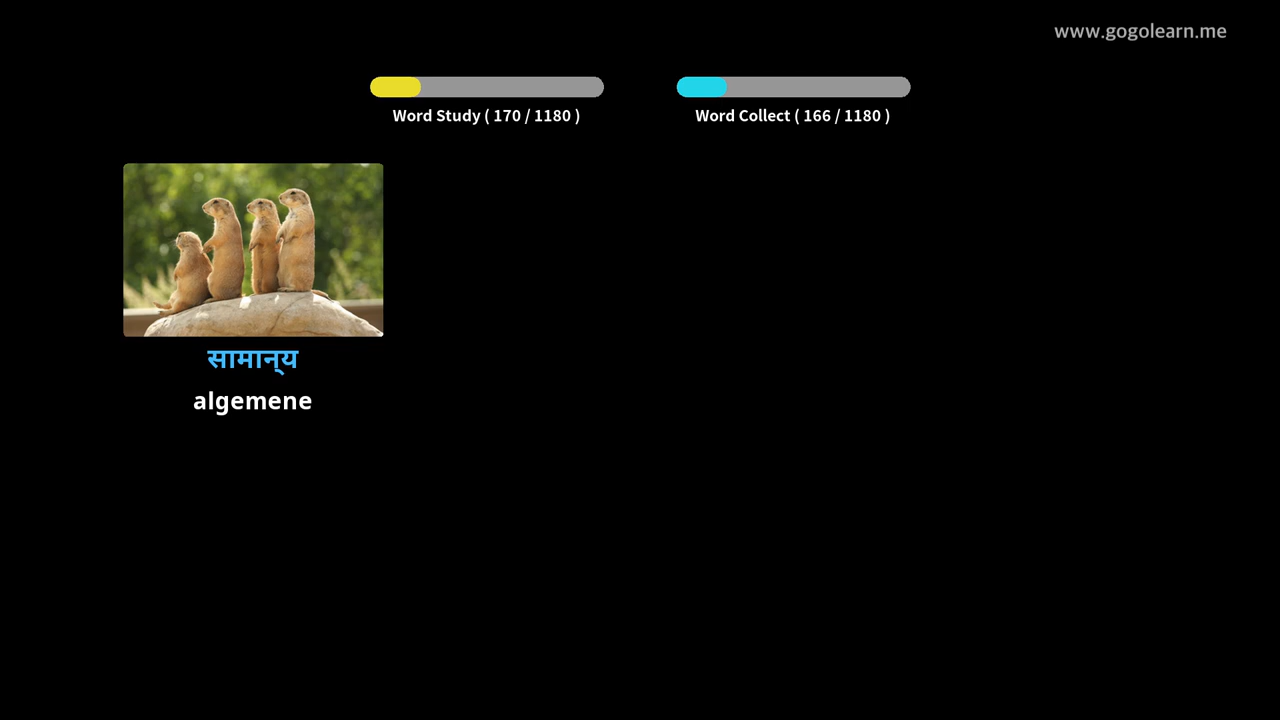 www.gogolearn.me
Word Study ( 170 / 1180 )
Word Collect ( 166 / 1180 )
सामान्‌य
algemene